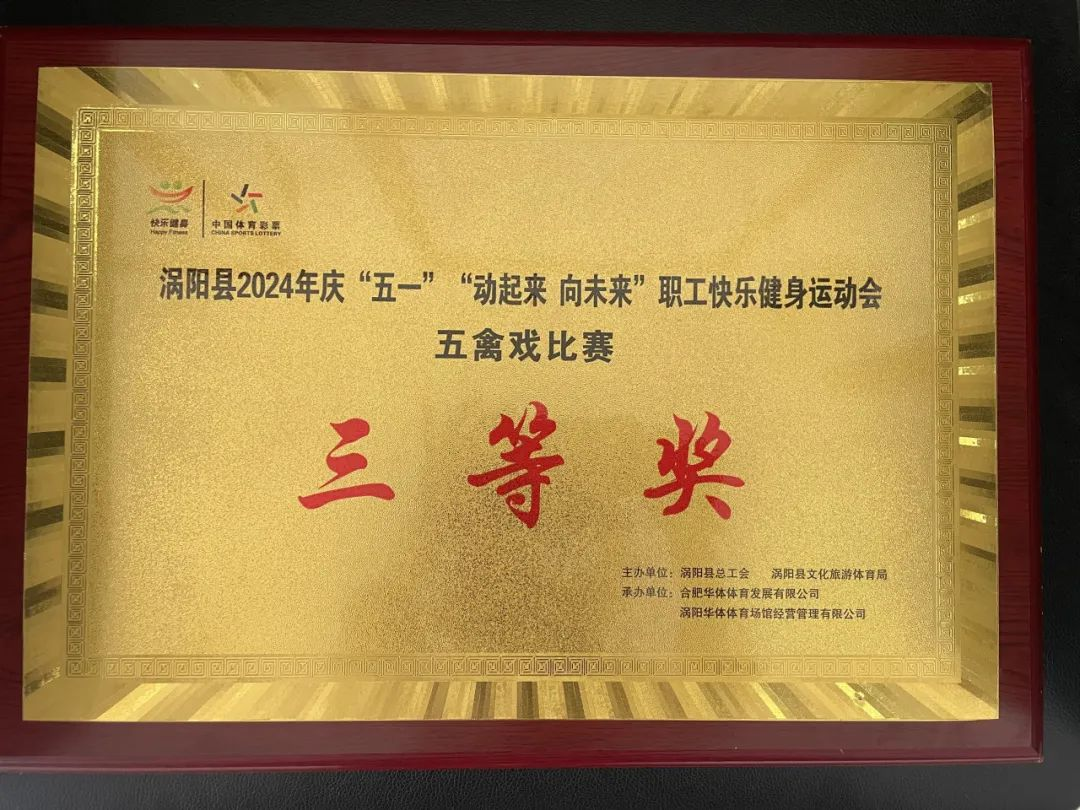 快乐健身
Happy Fitness
中国体育彩票
CHINA SPORTS LOTTERY
涡阳县2024年庆“五一”“动起来 向未来”职工快乐健身运动会
五禽戏比赛
三等奖
主办单位：涡阳县总工会 涡阳县文化旅游体育局
承办单位：合肥华体体育发展有限公司
涡阳华体体育场馆经营管理有限公司